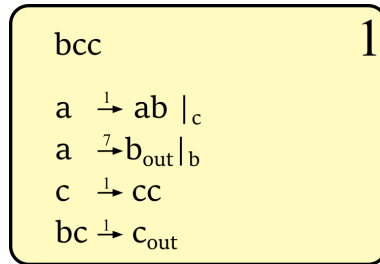 bcc 1
a 1→ ab |c
a 7→ bout|b
c 1→ cc
bc 1→ cout